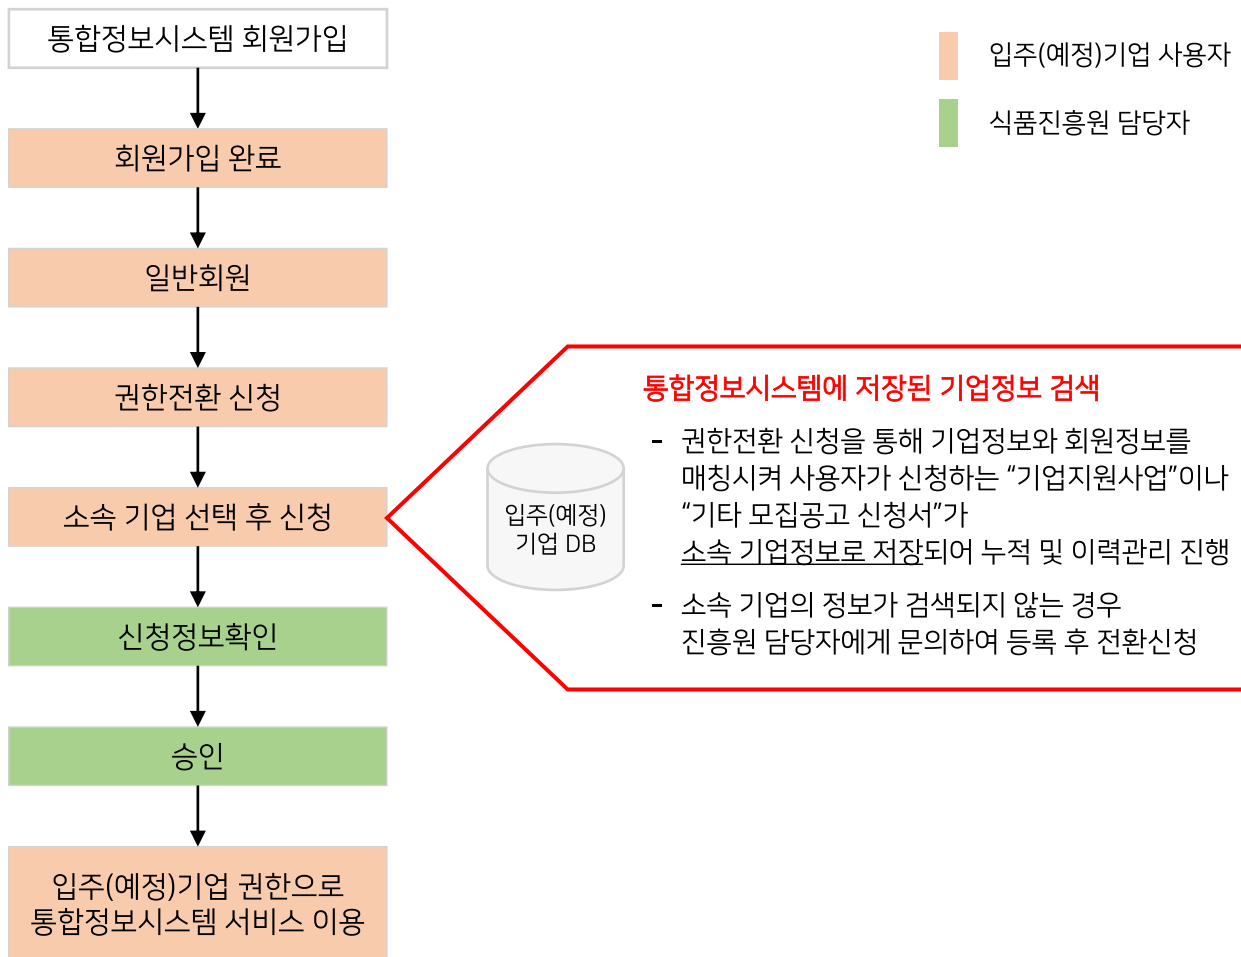 통합정보시스템 회원가입
입주(예정)기업 사용자
식품진흥원 담당자
회원가입 완료
일반회원
권한전환 신청
소속 기업 선택 후 신청
신청정보확인
승인
입주(예정)기업 권한으로
통합정보시스템 서비스 이용
입주(예정)
기업 DB
통합정보시스템에 저장된 기업정보 검색
- 권한전환 신청을 통해 기업정보와 회원정보를
매칭시켜 사용자가 신청하는 “기업지원사업”이나
“기타 모집공고 신청서”가
소속 기업정보로 저장되어 누적 및 이력관리 진행
- 소속 기업의 정보가 검색되지 않는 경우
진흥원 담당자에게 문의하여 등록 후 전환신청